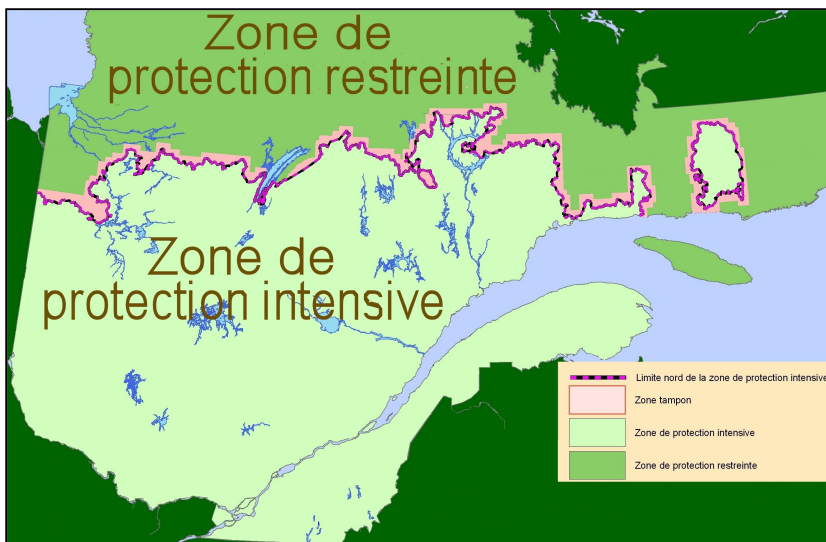 Zone de
protection restreinte
Zone de
protection intensive
Limite nord de la zone de protection intensive
Zone tampon
Zone de protection intensive
Zone de protection restreinte